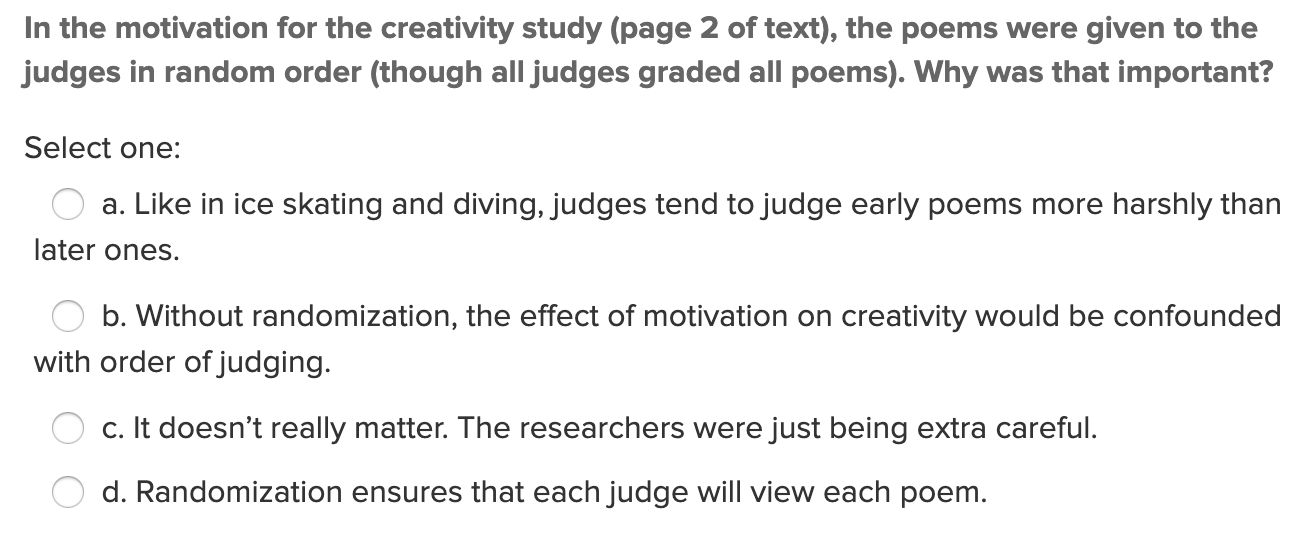 In the motivation for the creativity study (page 2 of text), the poems were given to the
judges in random order (though all judges graded all poems). Why was that important?
Select one:
a. Like in ice skating and diving, judges tend to judge early poems more harshly than
later ones.
b. Without randomization, the effect of motivation on creativity would be confounded
with order of judging.
c. It doesn’t really matter. The researchers were just being extra careful.
d. Randomization ensures that each judge will view each poem.